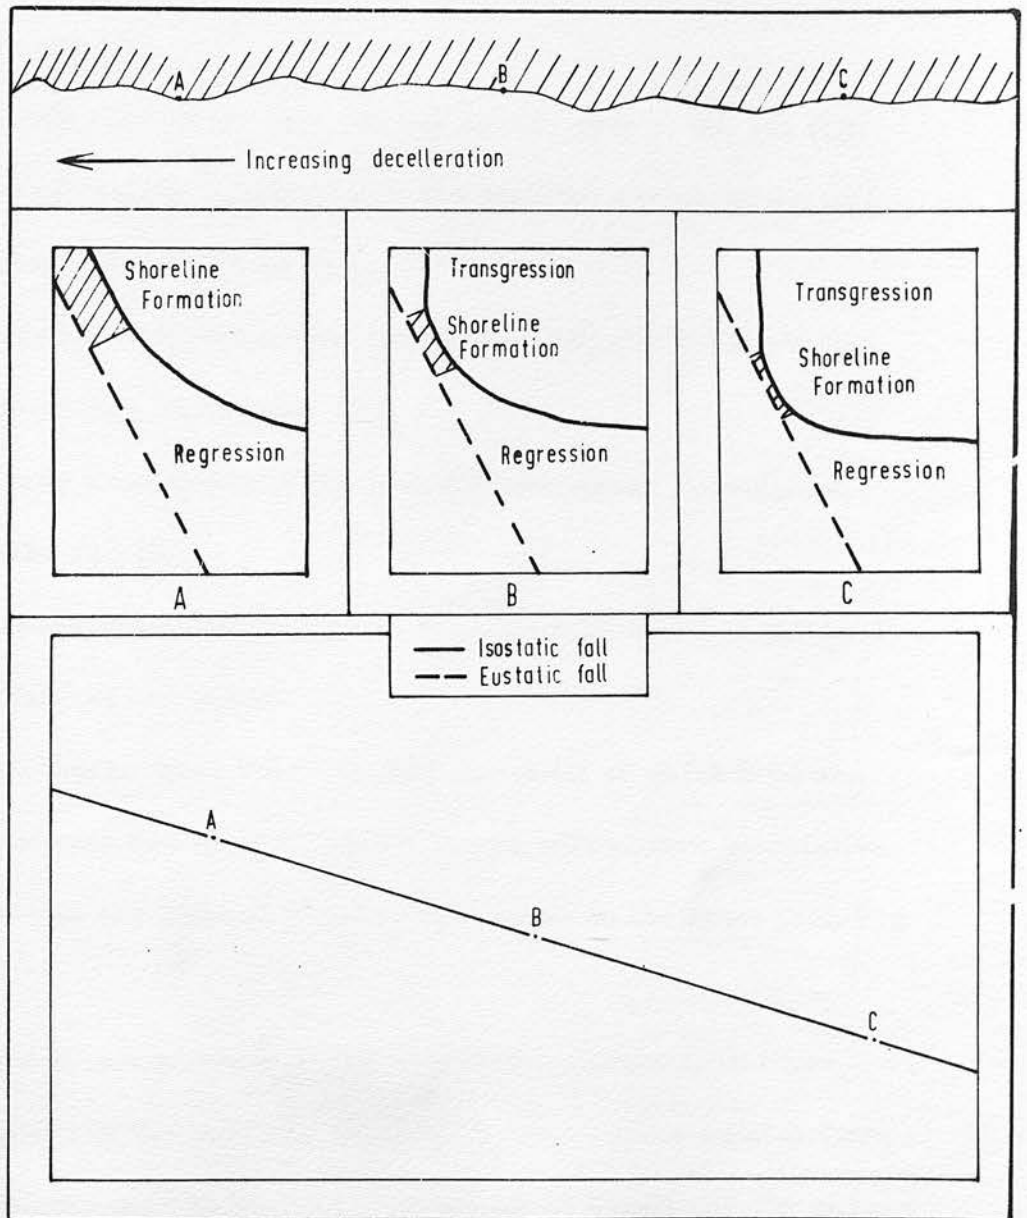 A
B
C
Increasing decelleration
Shoreline
Formation
Regression
A
Transgression
Shoreline
Formation
Regression
B
Transgression
Shoreline
Formation
Regression
C
Isostatic fall
Eustatic fall
A
B
C